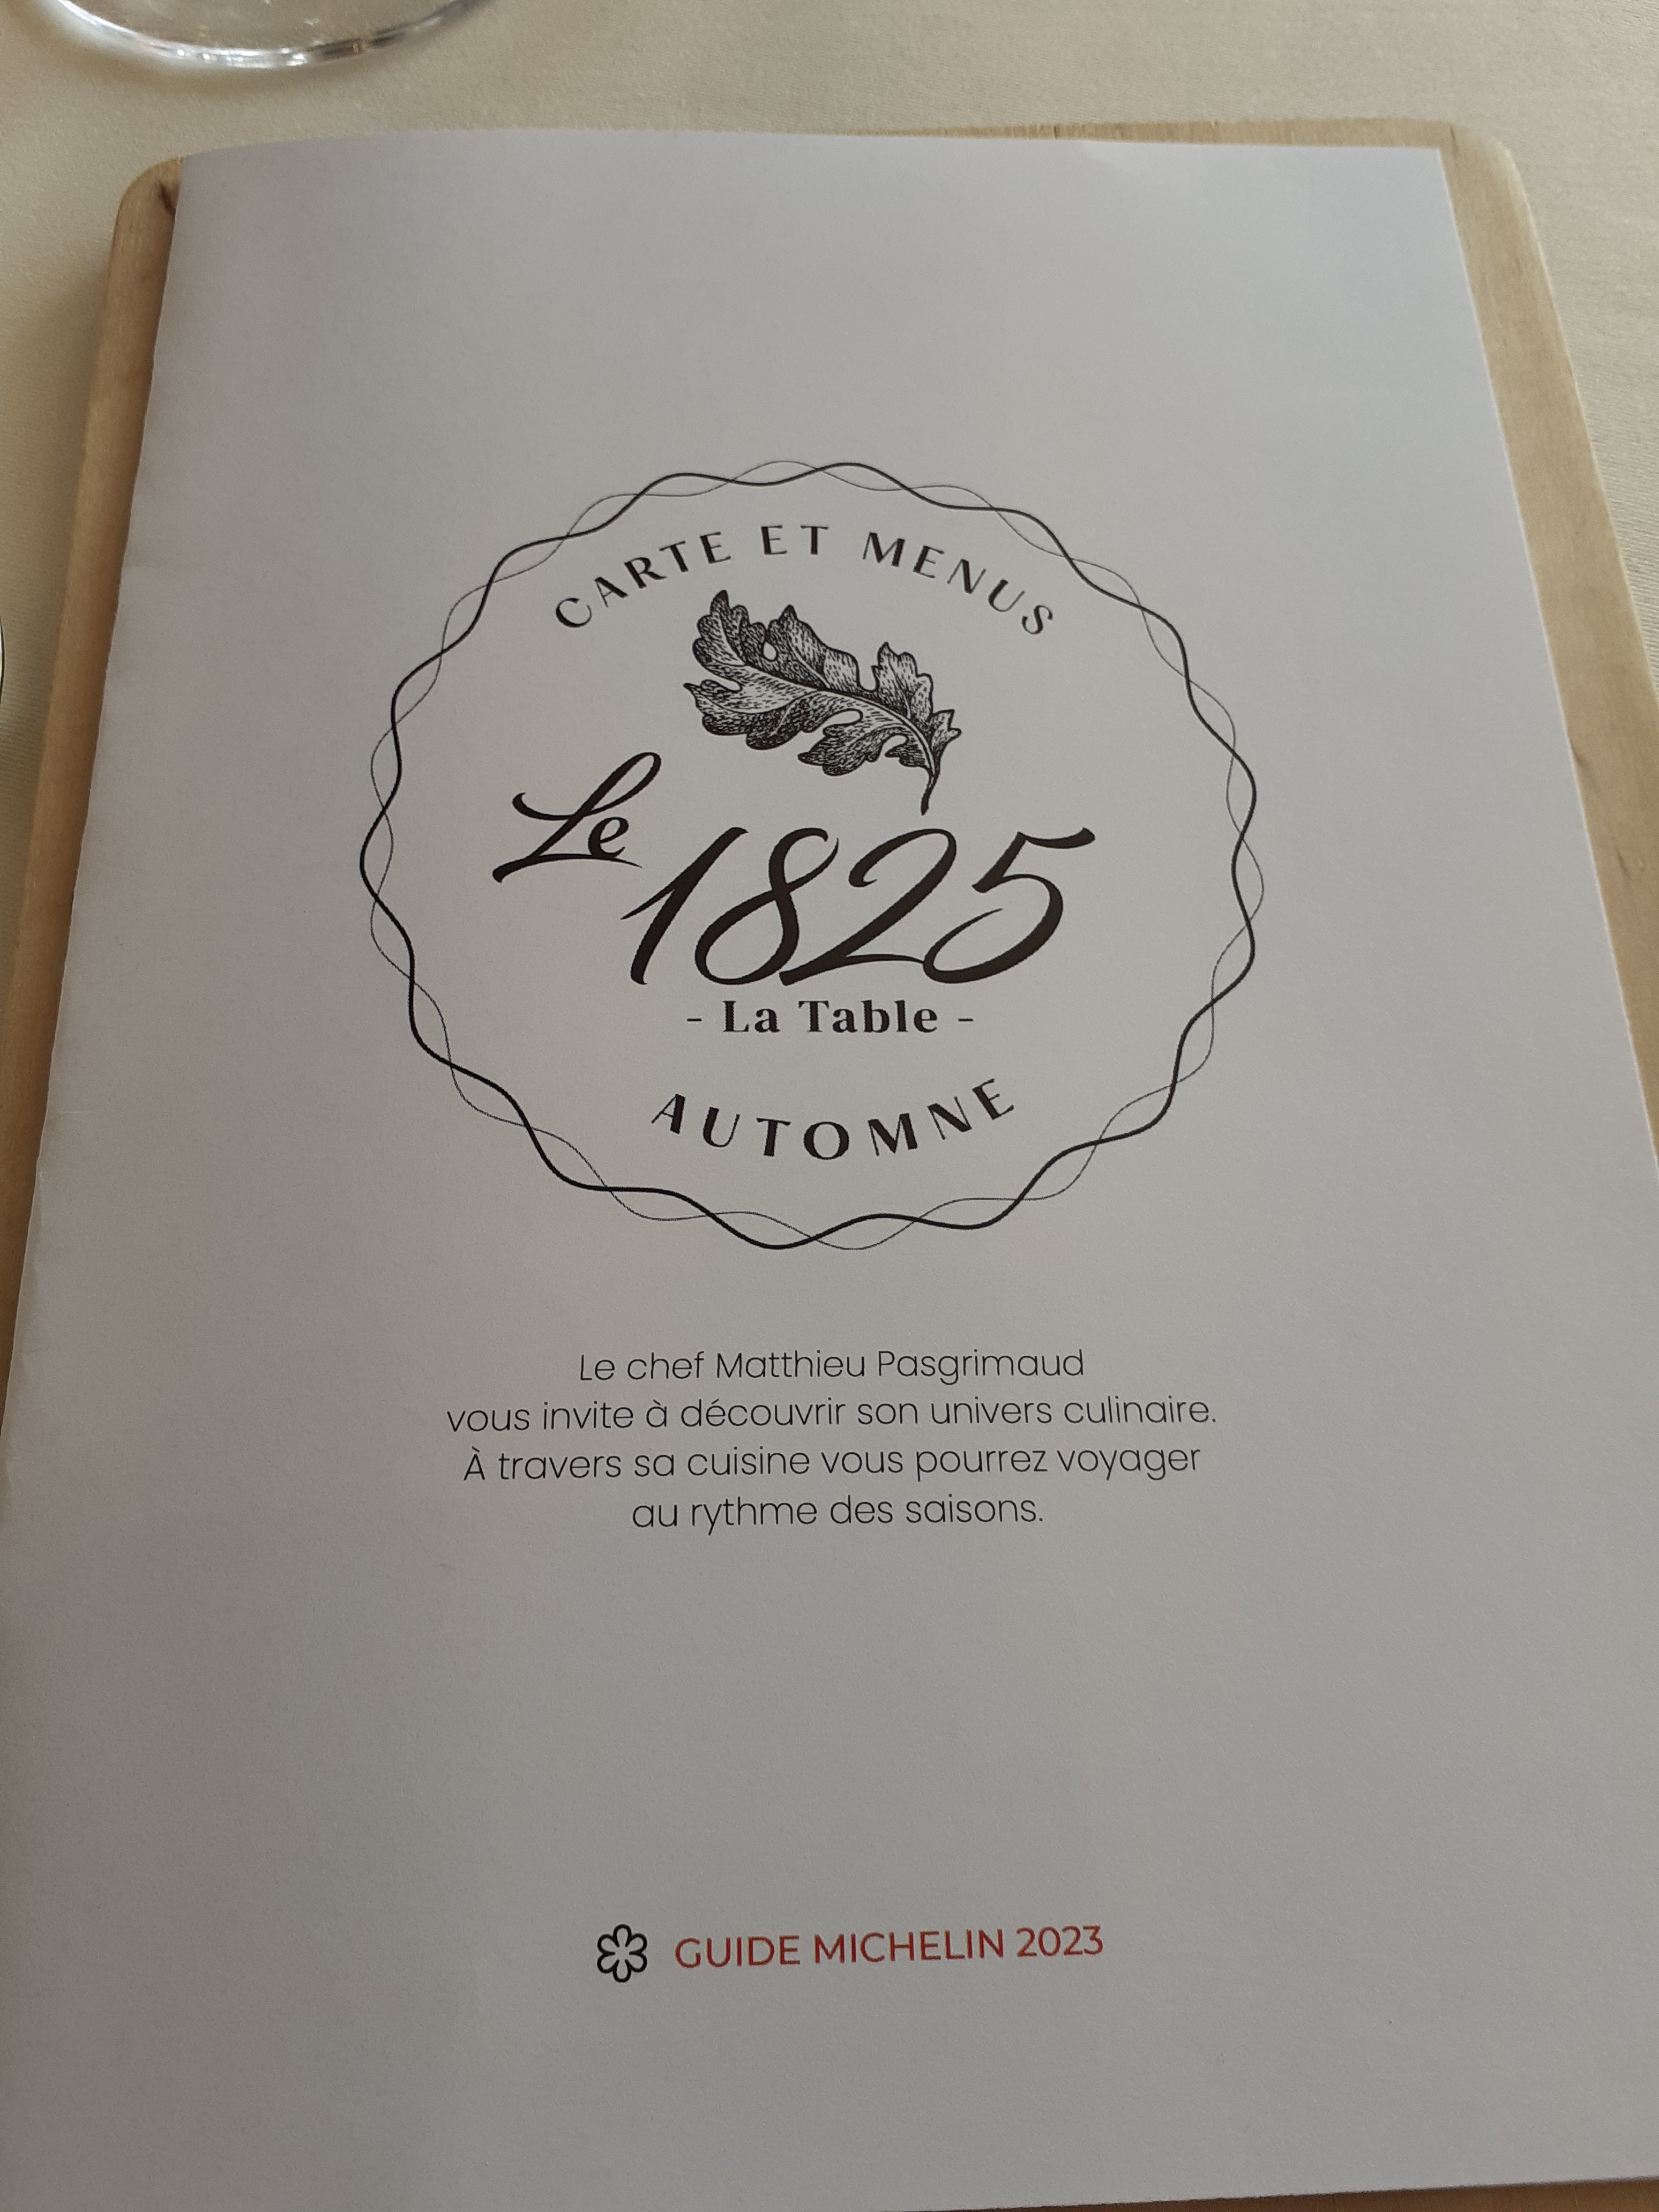 CARTE ET MENUS
Le 1825
- La Table -
AUTOMNE
Le chef Matthieu Pasgrimaud
vous invite à découvrir son univers culinaire.
À travers sa cuisine vous pourrez voyager
au rythme des saisons.
GUIDE MICHELIN 2023